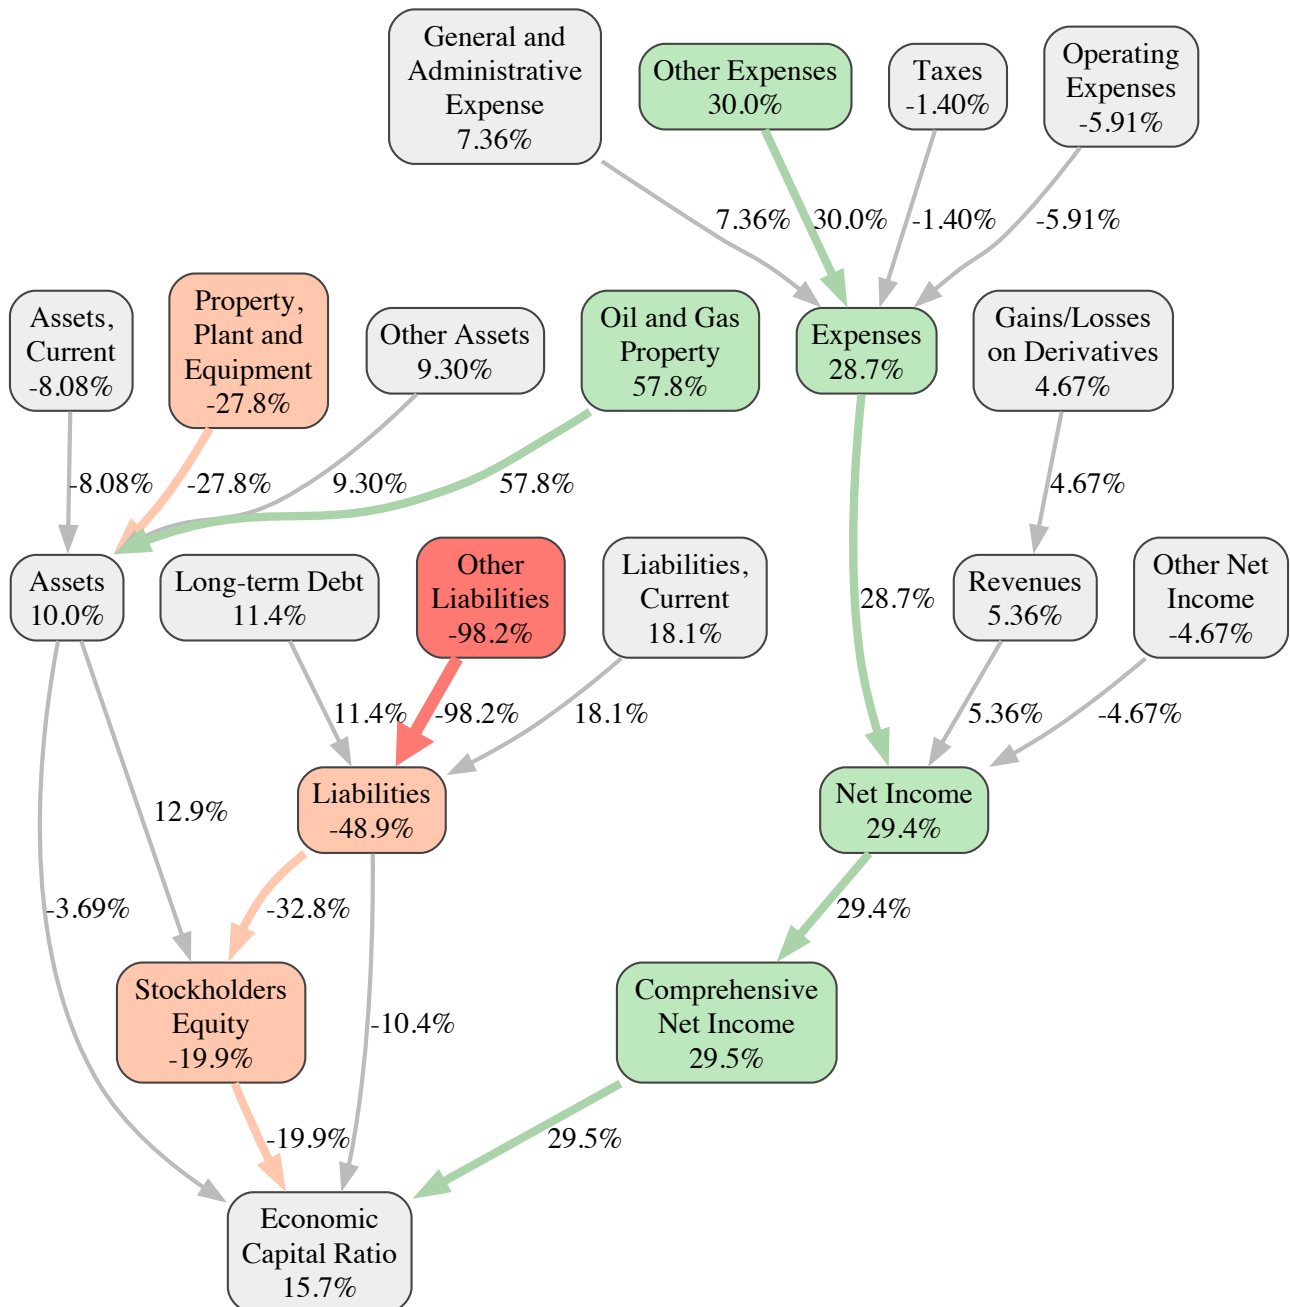 General and
Administrative
Expense
7.36%
Other Expenses
30.0%
Taxes
-1.40%
Operating
Expenses
-5.91%
7.36%
30.0%
-1.40%
-5.91%
Assets,
Current
-8.08%
Property,
Plant and
Equipment
-27.8%
Other Assets
9.30%
Oil and Gas
Property
57.8%
Expenses
28.7%
Gains/Losses
on Derivatives
4.67%
-8.08%
-27.8%
9.30%
57.8%
4.67%
Assets
10.0%
Long-term Debt
11.4%
Other
Liabilities
-98.2%
Liabilities,
Current
18.1%
28.7%
Revenues
5.36%
Other Net
Income
-4.67%
11.4%
-98.2%
18.1%
5.36%
-4.67%
Liabilities
-48.9%
Net Income
29.4%
12.9%
-3.69%
-32.8%
29.4%
Stockholders
Equity
-19.9%
-10.4%
Comprehensive
Net Income
29.5%
-19.9%
29.5%
Economic
Capital Ratio
15.7%